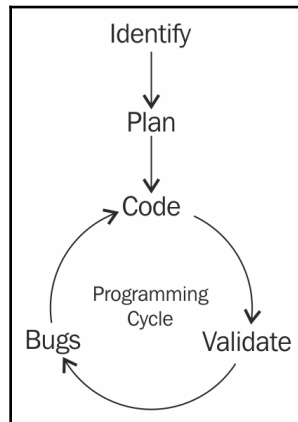 Identify
Plan
Code
Programming
Cycle
Bugs
Validate